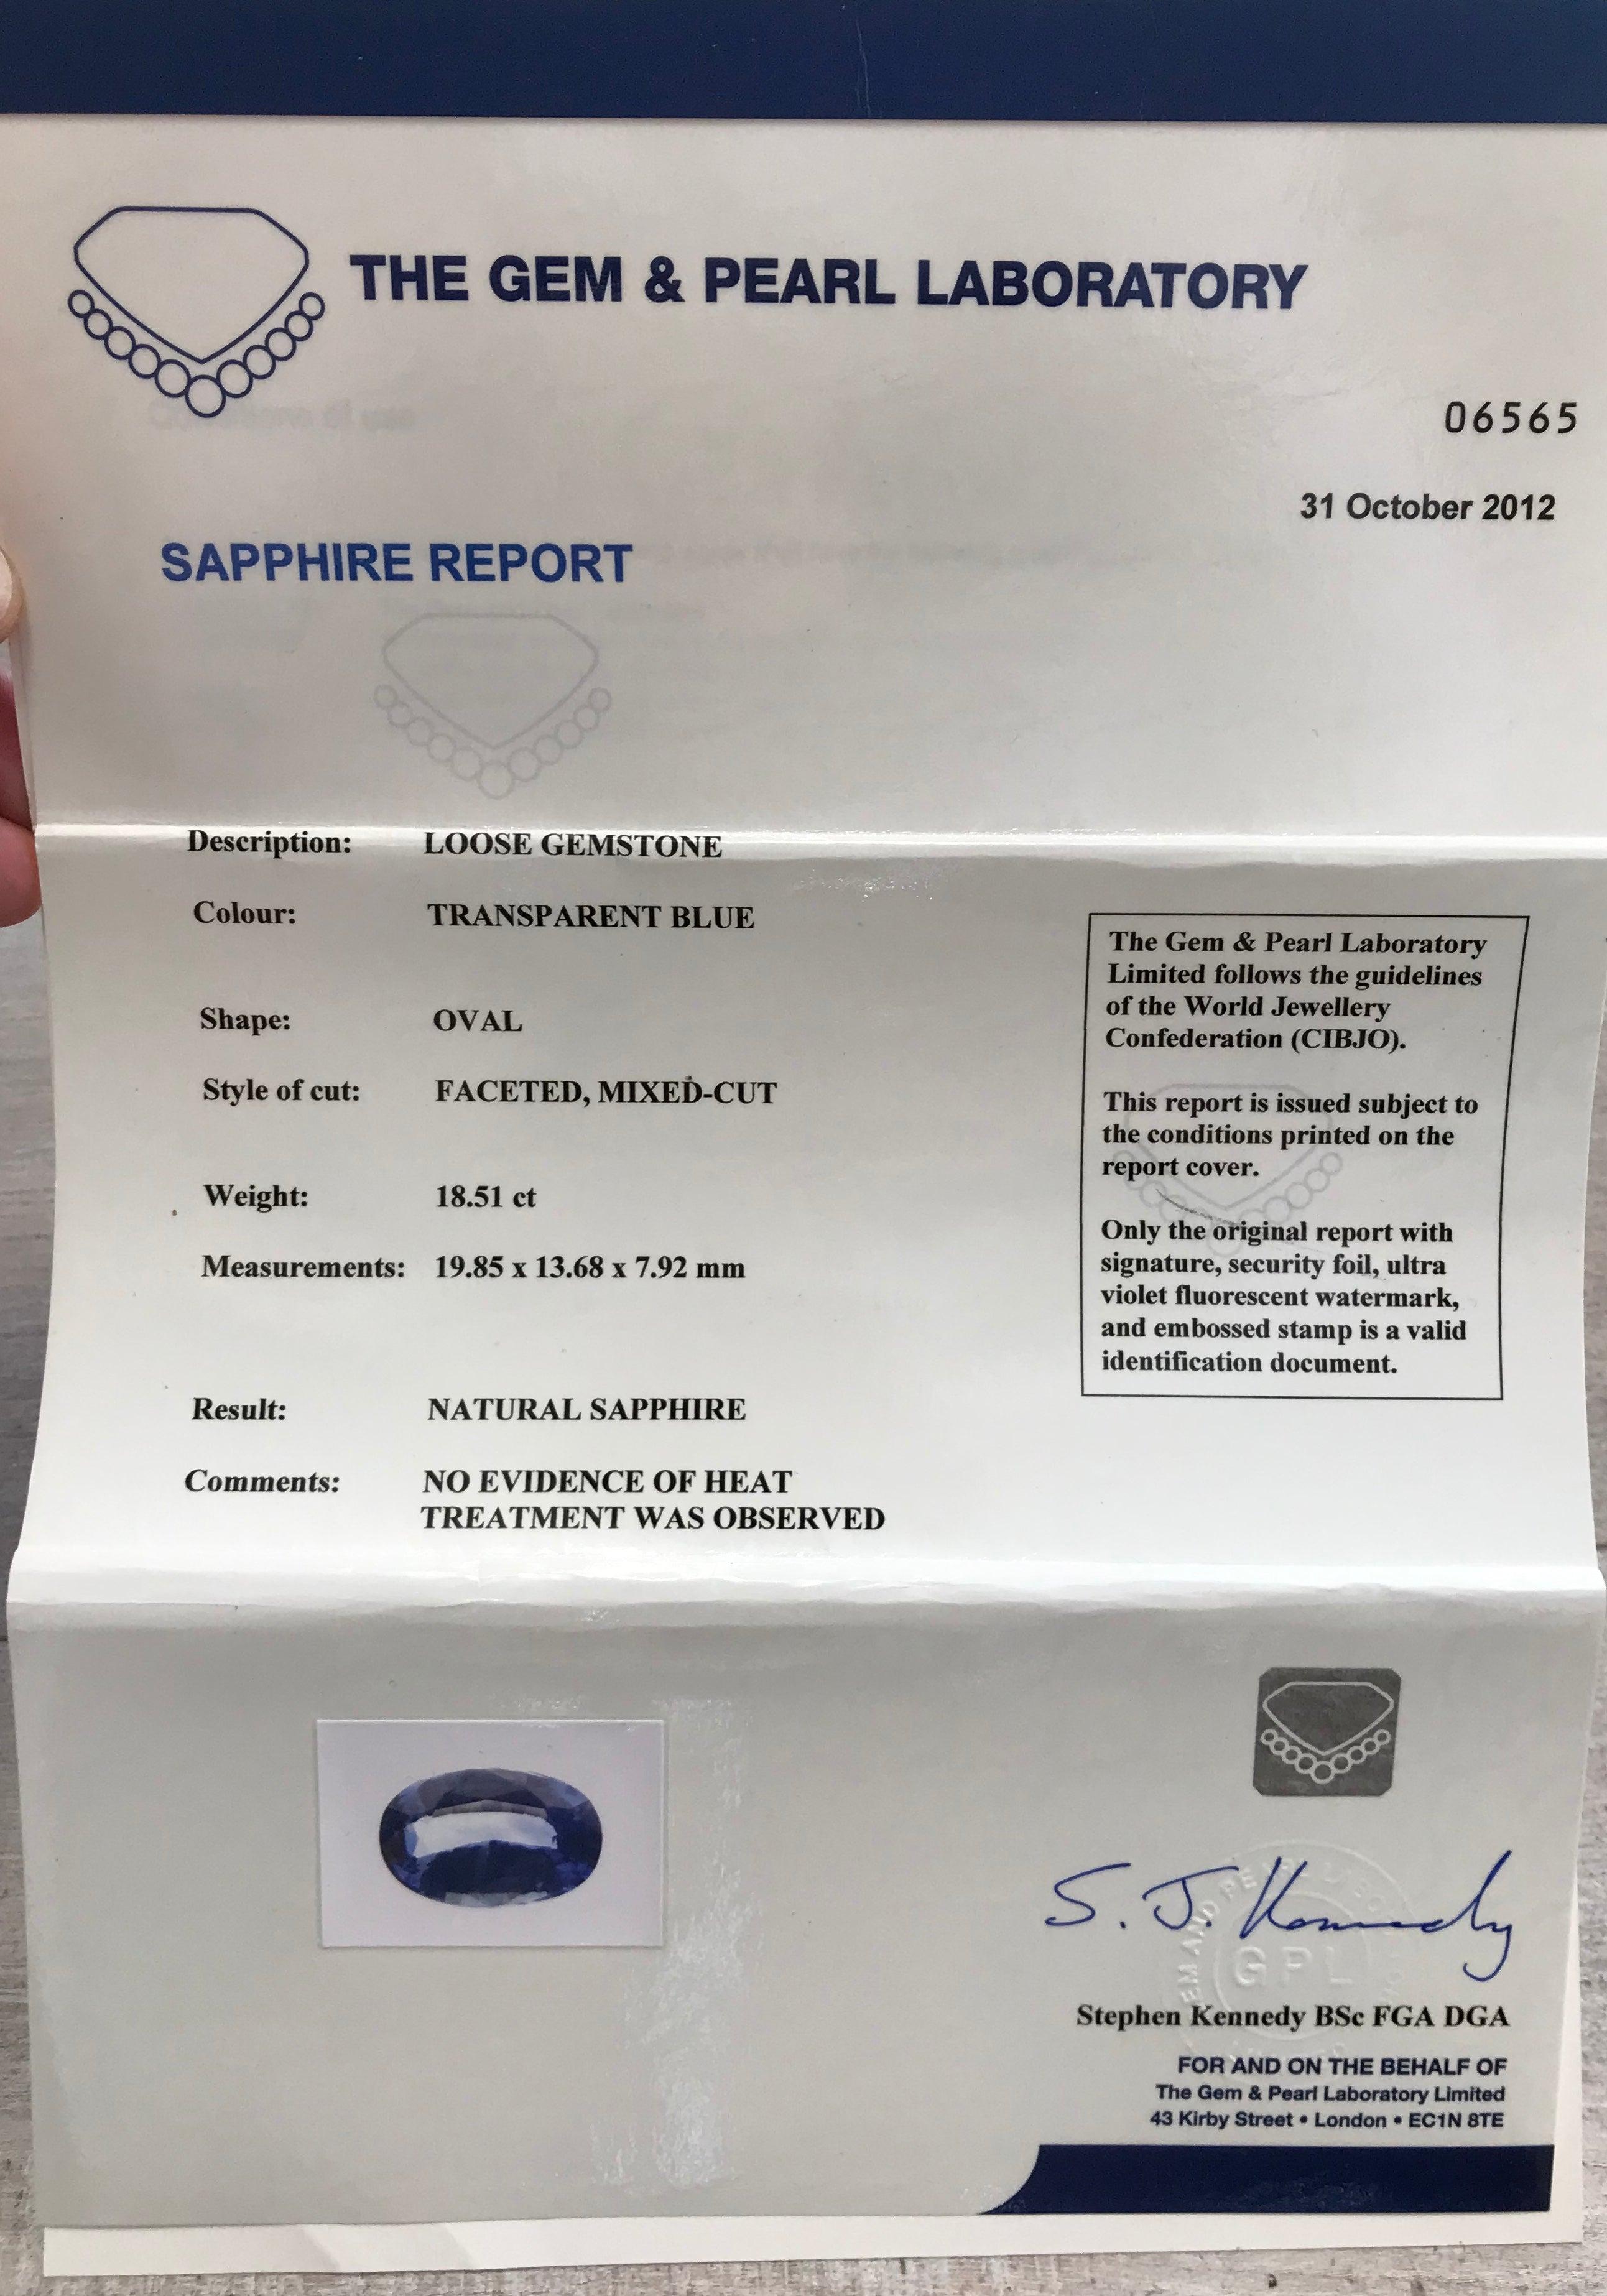 THE GEM & PEARL LABORATORY
06565
31 October 2012
SAPPHIRE REPORT
Description: LOOSE GEMSTONE
Colour: TRANSPARENT BLUE
Shape: OVAL
Style of cut: FACETED, MIXED-CUT
Weight: 18.51 ct
Measurements: 19.85 x 13.68 x 7.92 mm
Result: NATURAL SAPPHIRE
Comments: NO EVIDENCE OF HEAT
TREATMENT WAS OBSERVED
The Gem & Pearl Laboratory
Limited follows the guidelines
of the World Jewellery
Confederation (CIBJO).
This report is issued subject to
the conditions printed on the
report cover.
Only the original report with
signature, security foil, ultra
violet fluorescent watermark,
and embossed stamp is a valid
identification document.
S. J. Kennedy
GPL
Stephen Kennedy BSc FGA DGA
FOR AND ON THE BEHALF OF
The Gem & Pearl Laboratory Limited
43 Kirby Street • London • EC1N 8TE